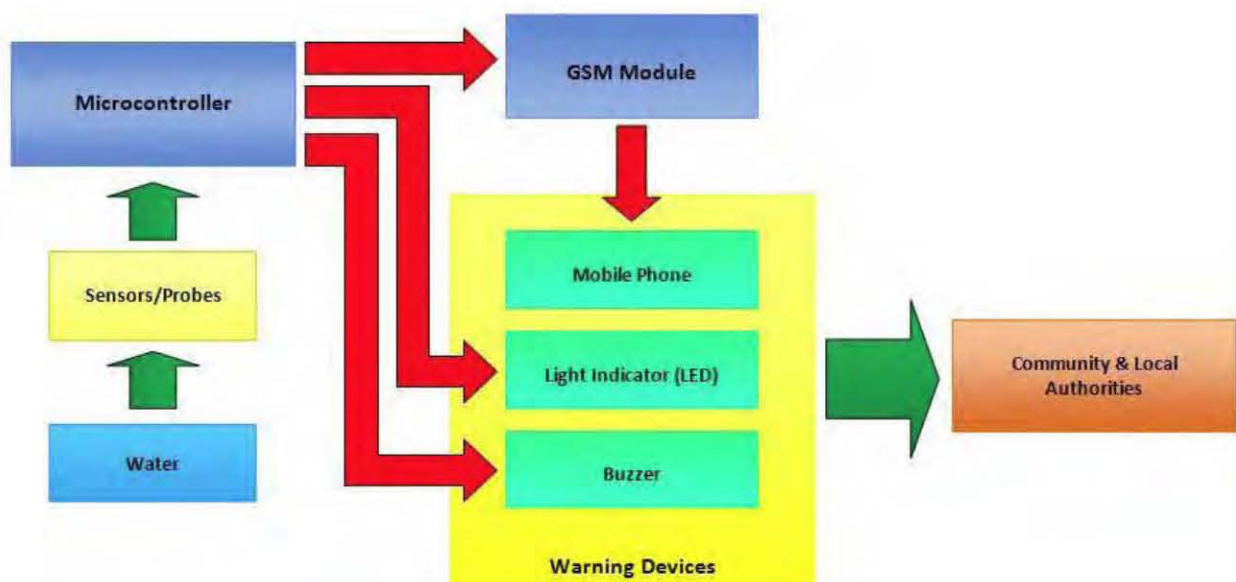 Microcontroller
GSM Module
Sensors/Probes
Water
Mobile Phone
Light Indicator (LED)
Buzzer
Warning Devices
Community & Local
Authorities